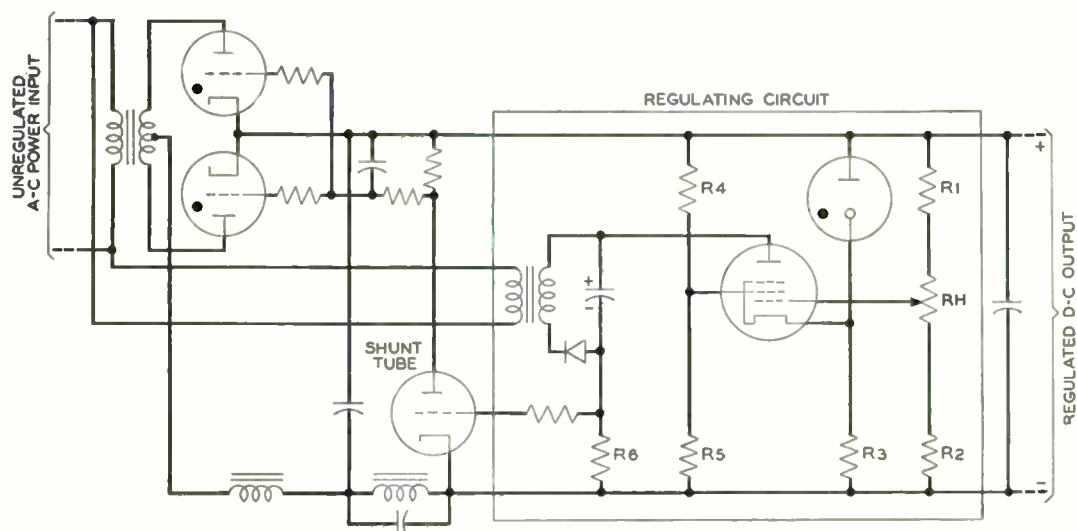 UNREGULATED
A-C POWER INPUT
REGULATING CIRCUIT
+
R4
R1
+
-
RH
SHUNT
TUBE
R6
R5
R3
R2
-
REGULATED D-C OUTPUT